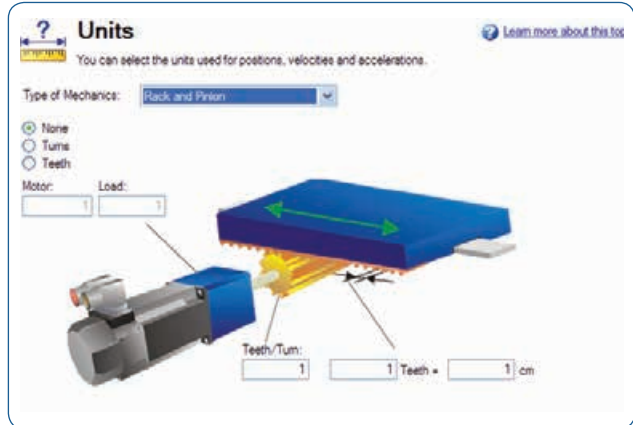 ?
Units
Learn more about this top
You can select the units used for positions, velocities and accelerations.
Type of Mechanics: Rack and Pinion
None
Turns
Teeth
Motor: Load:
1 1
Teeth/Turn:
1 1 Teeth = 1 cm